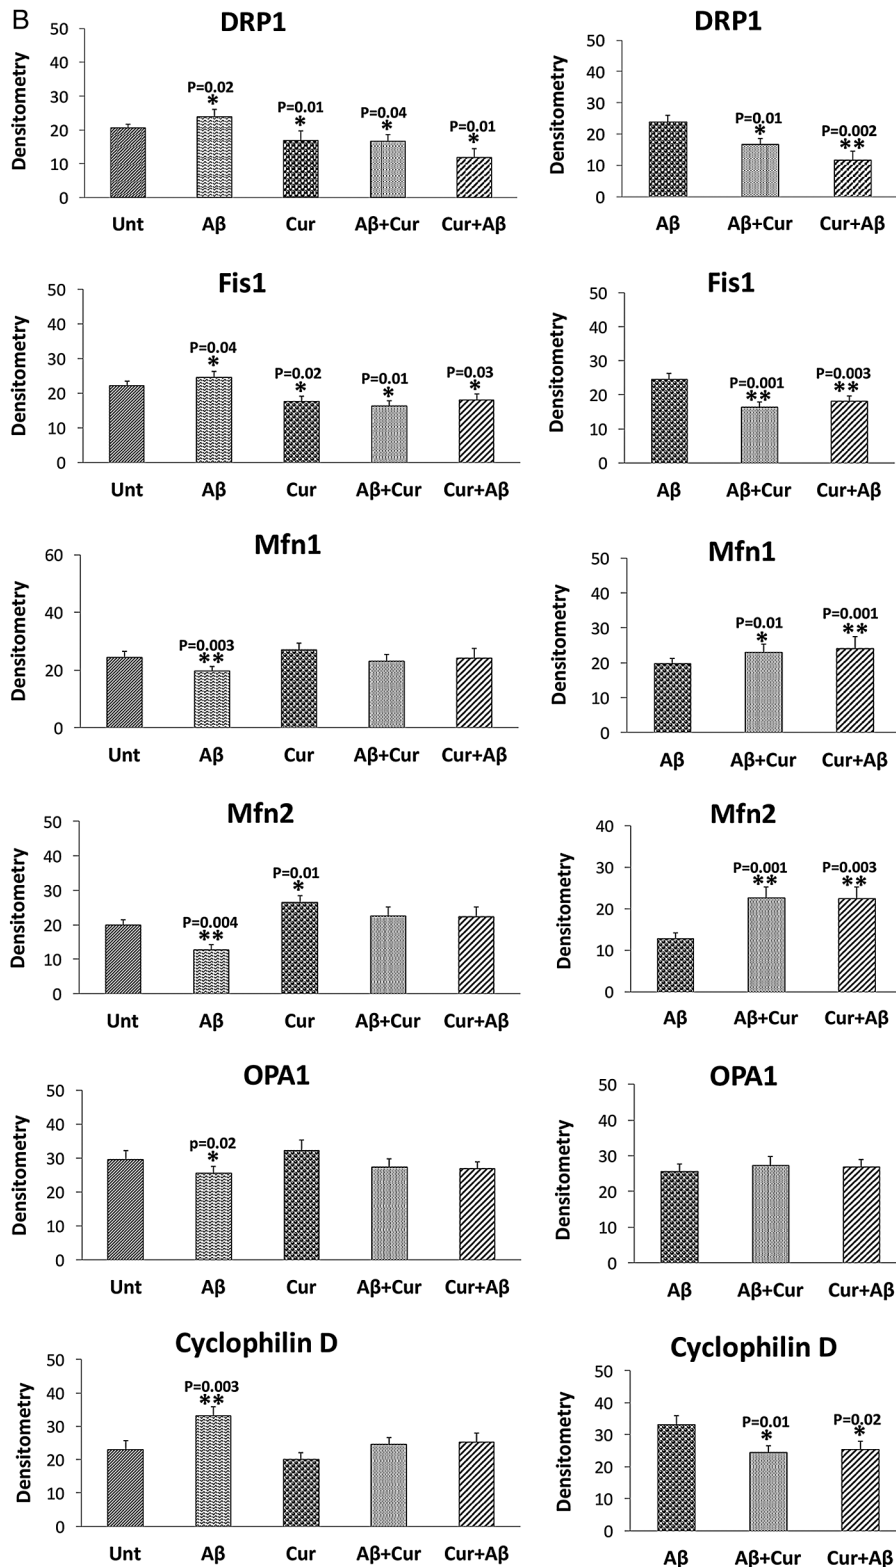 B
DRP1
50
40
30
20
10
0
Densitometry
P=0.02
*
P=0.01
*
P=0.04
*
P=0.01
*
Unt Aβ Cur Aβ+Cur Cur+Aβ
DRP1
50
40
30
20
10
0
Densitometry
P=0.01
*
P=0.002
**
Aβ Aβ+Cur Cur+Aβ
Fis1
50
40
30
20
10
0
Densitometry
P=0.04
*
P=0.02
*
P=0.01
*
P=0.03
*
Unt Aβ Cur Aβ+Cur Cur+Aβ
Fis1
50
40
30
20
10
0
Densitometry
P=0.001
**
P=0.003
**
Aβ Aβ+Cur Cur+Aβ
Mfn1
60
40
20
0
Densitometry
P=0.003
**
Unt Aβ Cur Aβ+Cur Cur+Aβ
Mfn1
50
40
30
20
10
0
Densitometry
P=0.01
*
P=0.001
**
Aβ Aβ+Cur Cur+Aβ
Mfn2
50
40
30
20
10
0
Densitometry
P=0.004
**
P=0.01
*
Unt Aβ Cur Aβ+Cur Cur+Aβ
Mfn2
40
30
20
10
0
Densitometry
P=0.001
**
P=0.003
**
Aβ Aβ+Cur Cur+Aβ
OPA1
50
40
30
20
10
0
Densitometry
p=0.02
*
Unt Aβ Cur Aβ+Cur Cur+Aβ
OPA1
50
40
30
20
10
0
Densitometry
Aβ Aβ+Cur Cur+Aβ
Cyclophilin D
50
40
30
20
10
0
Densitometry
P=0.003
**
Unt Aβ Cur Aβ+Cur Cur+Aβ
Cyclophilin D
50
40
30
20
10
0
Densitometry
P=0.01
*
P=0.02
*
Aβ Aβ+Cur Cur+Aβ